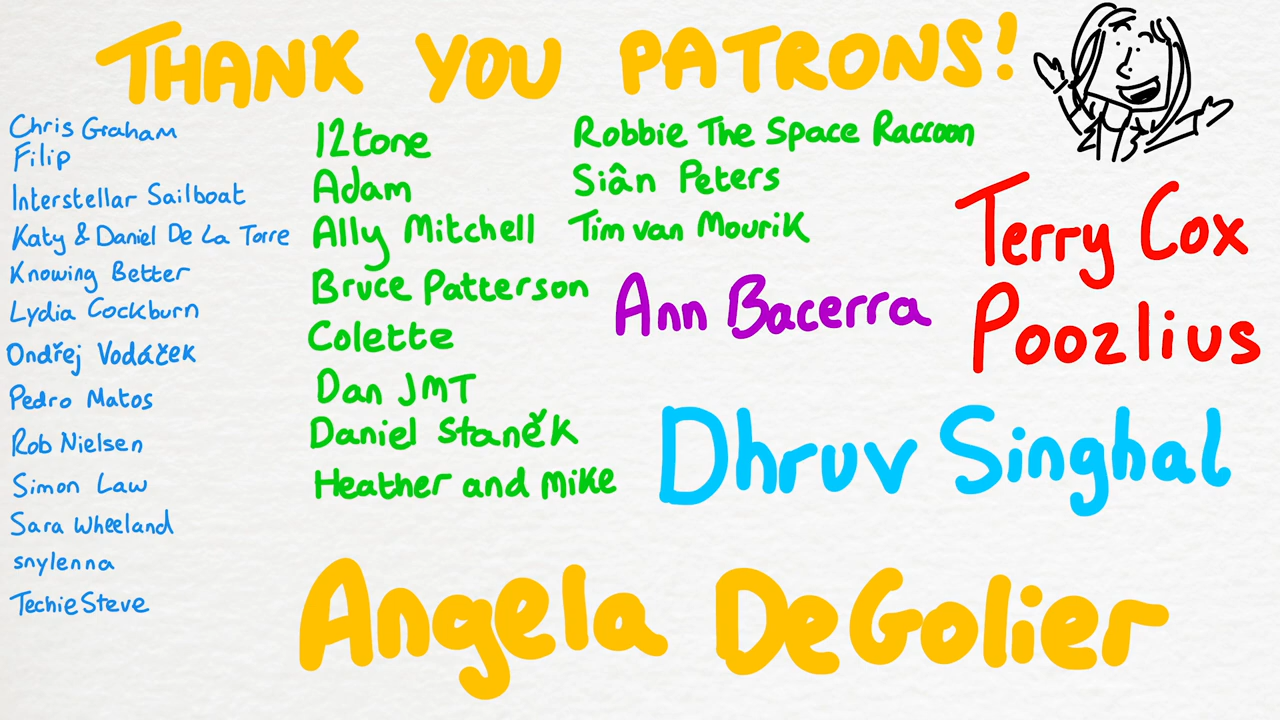 THANK YOU PATRONS!
Chris Graham
Filip
Interstellar Sailboat
Katy & Daniel De La Torre
Knowing Better
Lydia Cockburn
Ondřej Vodáček
Pedro Matos
Rob Nielsen
Simon Law
Sara Wheeland
snylenna
TechieSteve
12tone
Adam
Ally Mitchell
Bruce Patterson
Colette
Dan JMT
Daniel Staněk
Heather and Mike
Robbie The Space Raccoon
Siân Peters
Tim van Mourik
Ann Bacerra
Terry Cox
Poozlius
Dhruv Singhal
Angela DeGolier